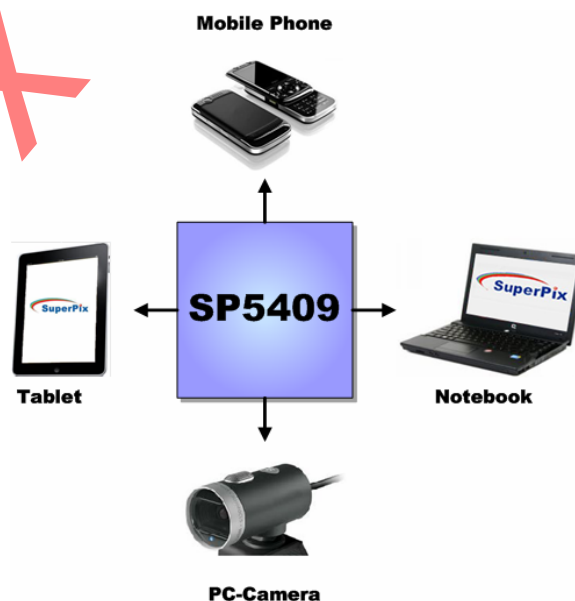 Mobile Phone
SP5409
SuperPix
SuperPix
Tablet
Notebook
PC-Camera